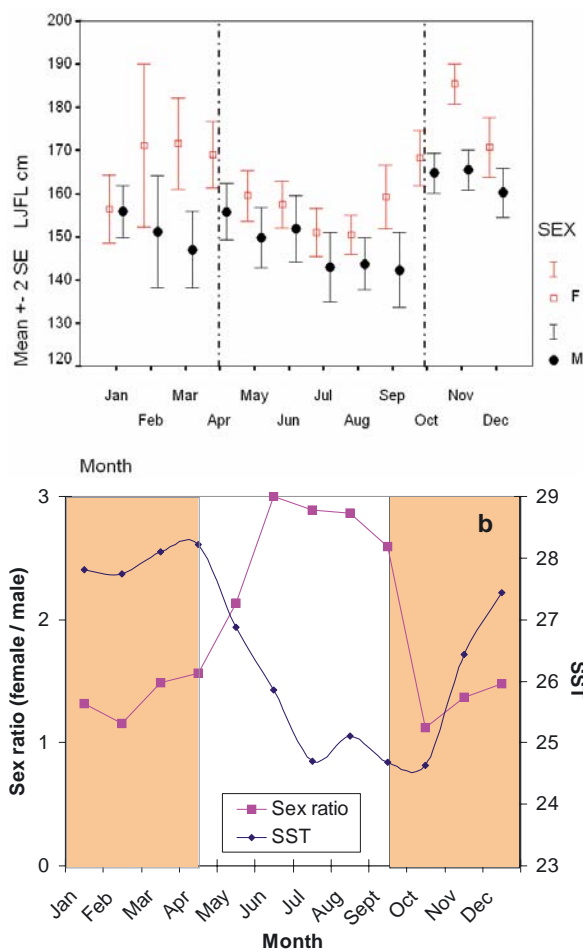 200
190
180
170
160
150
140
130
120
Mean +- 2 SE LJFL cm
SEX
F
M
Jan Mar May Jul Sep Nov
Feb Apr Jun Aug Oct Dec
Month
b
3
2
1
0
Sex ratio (female / male)
29
28
27
26
25
24
23
SST
Sex ratio
SST
Jan Feb Mar Apr May Jun Jul Aug Sept Oct Nov Dec
Month